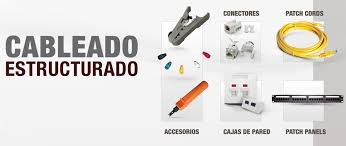 CABLEADO
ESTRUCTURADO
CONECTORES
PATCH CORDS
ACCESORIOS
CAJAS DE PARED
PATCH PANELS